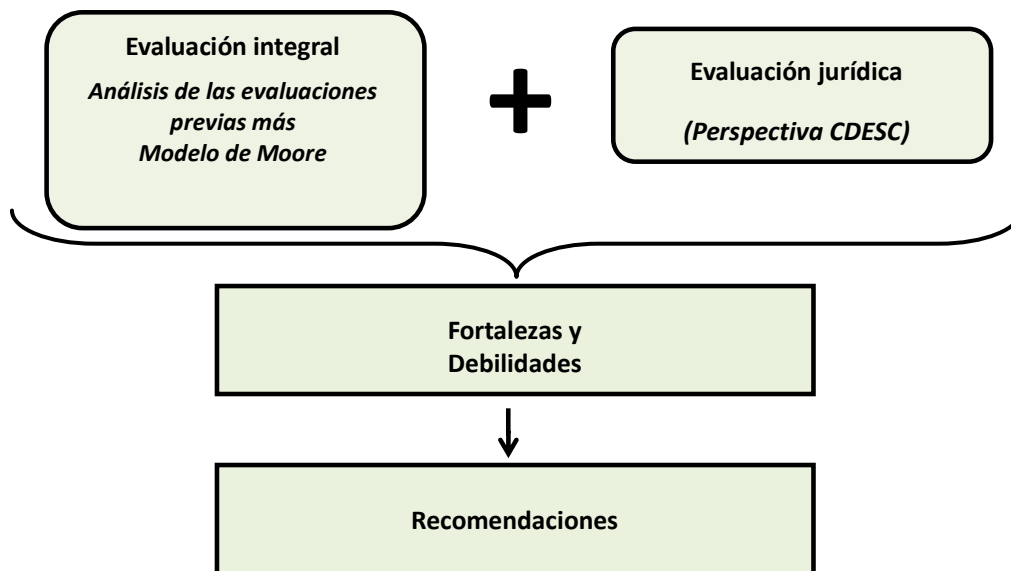 Evaluación integral
Análisis de las evaluaciones
previas más
Modelo de Moore
+
Evaluación jurídica
(Perspectiva CDESC)
Fortalezas y
Debilidades
Recomendaciones